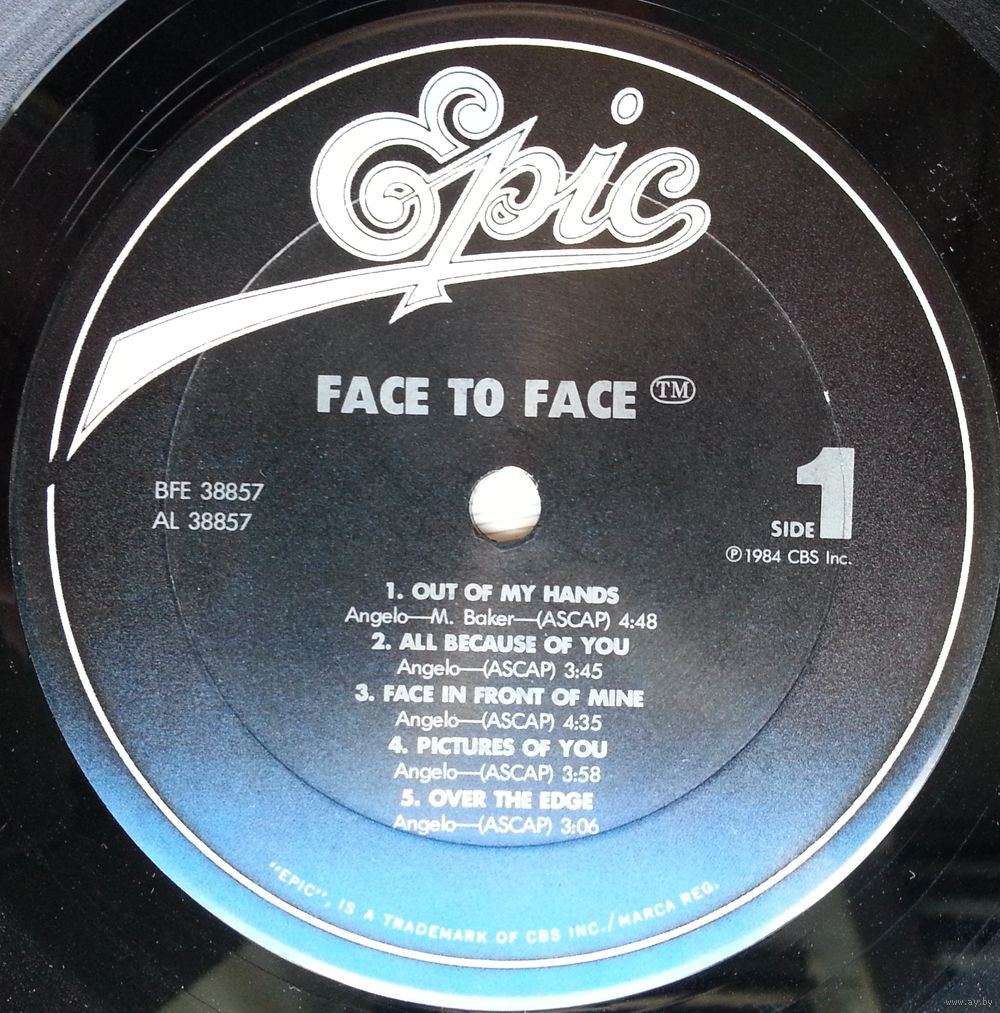 Epic
FACE TO FACE ™
BFE 38857
AL 38857
SIDE 1
℗ 1984 CBS Inc.
1. OUT OF MY HANDS
Angelo—M. Baker—(ASCAP) 4:48
2. ALL BECAUSE OF YOU
Angelo—(ASCAP) 3:45
3. FACE IN FRONT OF MINE
Angelo—(ASCAP) 4:35
4. PICTURES OF YOU
Angelo—(ASCAP) 3:58
5. OVER THE EDGE
Angelo—(ASCAP) 3:06
"EPIC", IS A TRADEMARK OF CBS INC./MARCA REG.
www.ay.by